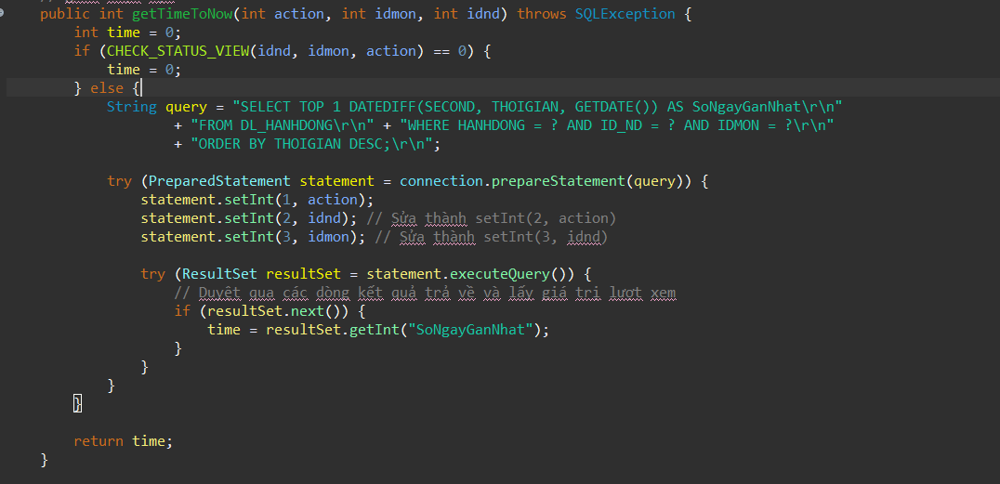 public int getTimeToNow(int action, int idmon, int idnd) throws SQLException {
int time = 0;
if (CHECK_STATUS_VIEW(idnd, idmon, action) == 0) {
time = 0;
} else {
String query = "SELECT TOP 1 DATEDIFF(SECOND, THOIGIAN, GETDATE()) AS SoNgayGanNhat\r\n"
+ "FROM DL_HANHDONG\r\n" + "WHERE HANHDONG = ? AND ID_ND = ? AND IDMON = ?\r\n"
+ "ORDER BY THOIGIAN DESC;\r\n";
try (PreparedStatement statement = connection.prepareStatement(query)) {
statement.setInt(1, action);
statement.setInt(2, idnd); // Sửa thành setInt(2, action)
statement.setInt(3, idmon); // Sửa thành setInt(3, idnd)
try (ResultSet resultSet = statement.executeQuery()) {
// Duyệt qua các dòng kết quả trả về và lấy giá trị lượt xem
if (resultSet.next()) {
time = resultSet.getInt("SoNgayGanNhat");
}
}
}
}
return time;
}